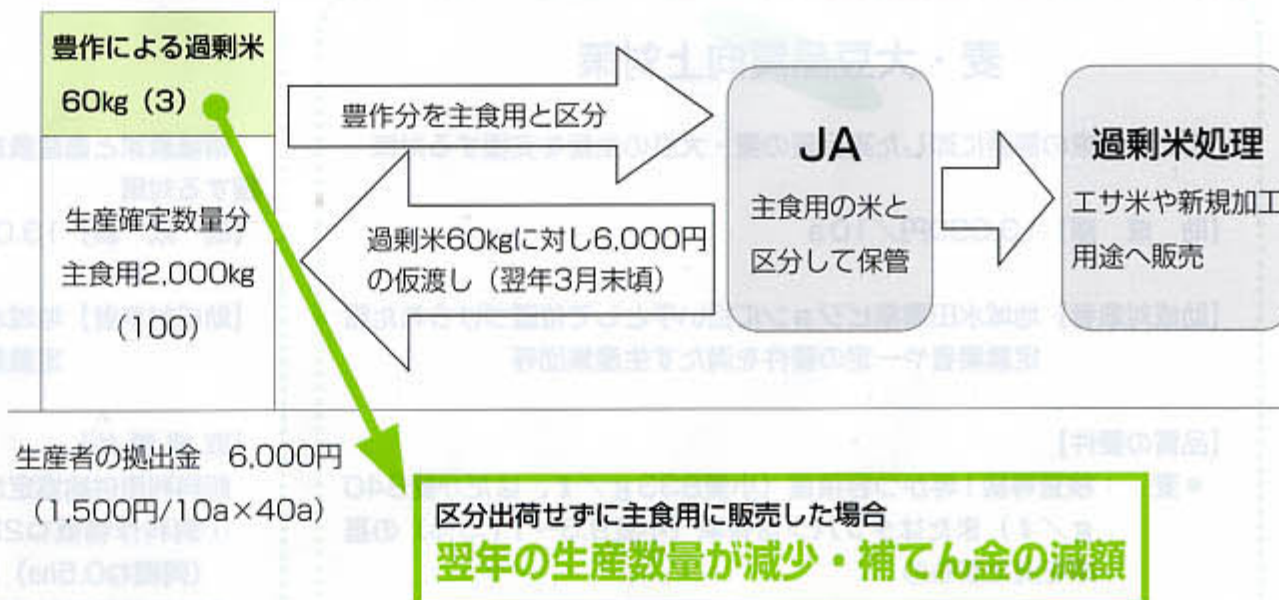 豊作による過剰米
60kg（3）
生産確定数量分
主食用2,000kg
（100）
豊作分を主食用と区分
過剰米60kgに対し6,000円
の仮渡し（翌年3月末頃）
JA
主食用の米と
区分して保管
過剰米処理
エサ米や新規加工
用途へ販売
生産者の拠出金　6,000円
（1,500円/10a×40a）
区分出荷せずに主食用に販売した場合
翌年の生産数量が減少・補てん金の減額